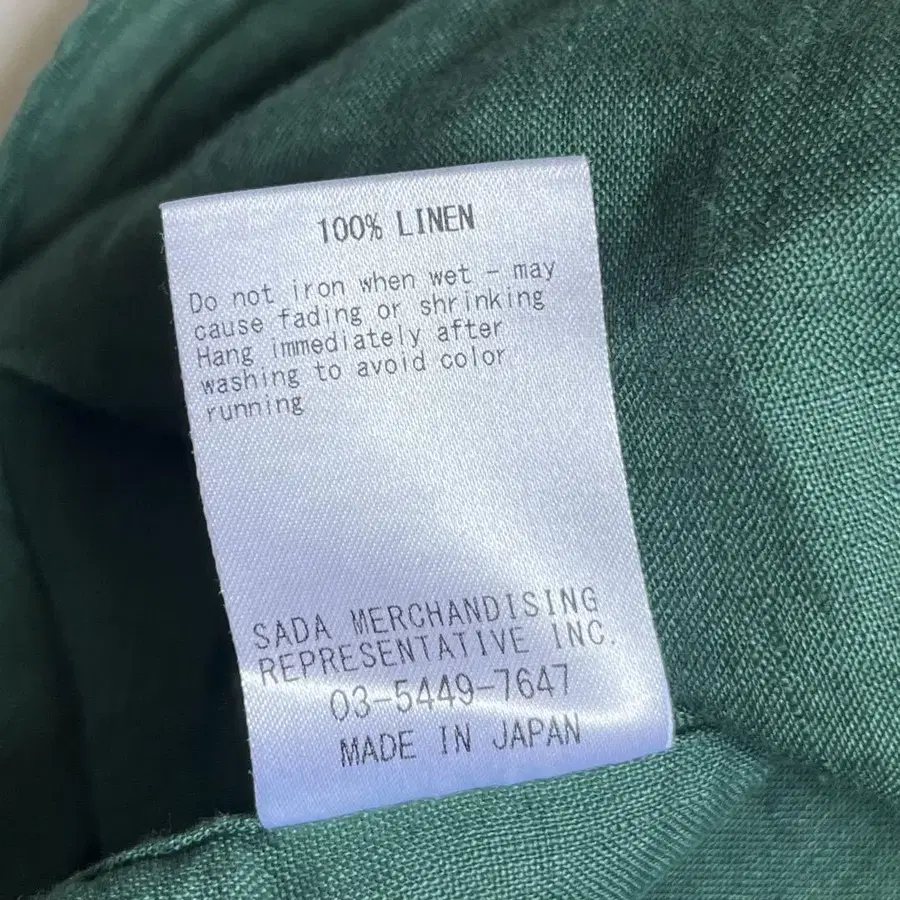 100% LINEN
Do not iron when wet - may
cause fading or shrinking
Hang immediately after
washing to avoid color
running
SADA MERCHANDISING
REPRESENTATIVE INC.
03-5449-7647
MADE IN JAPAN